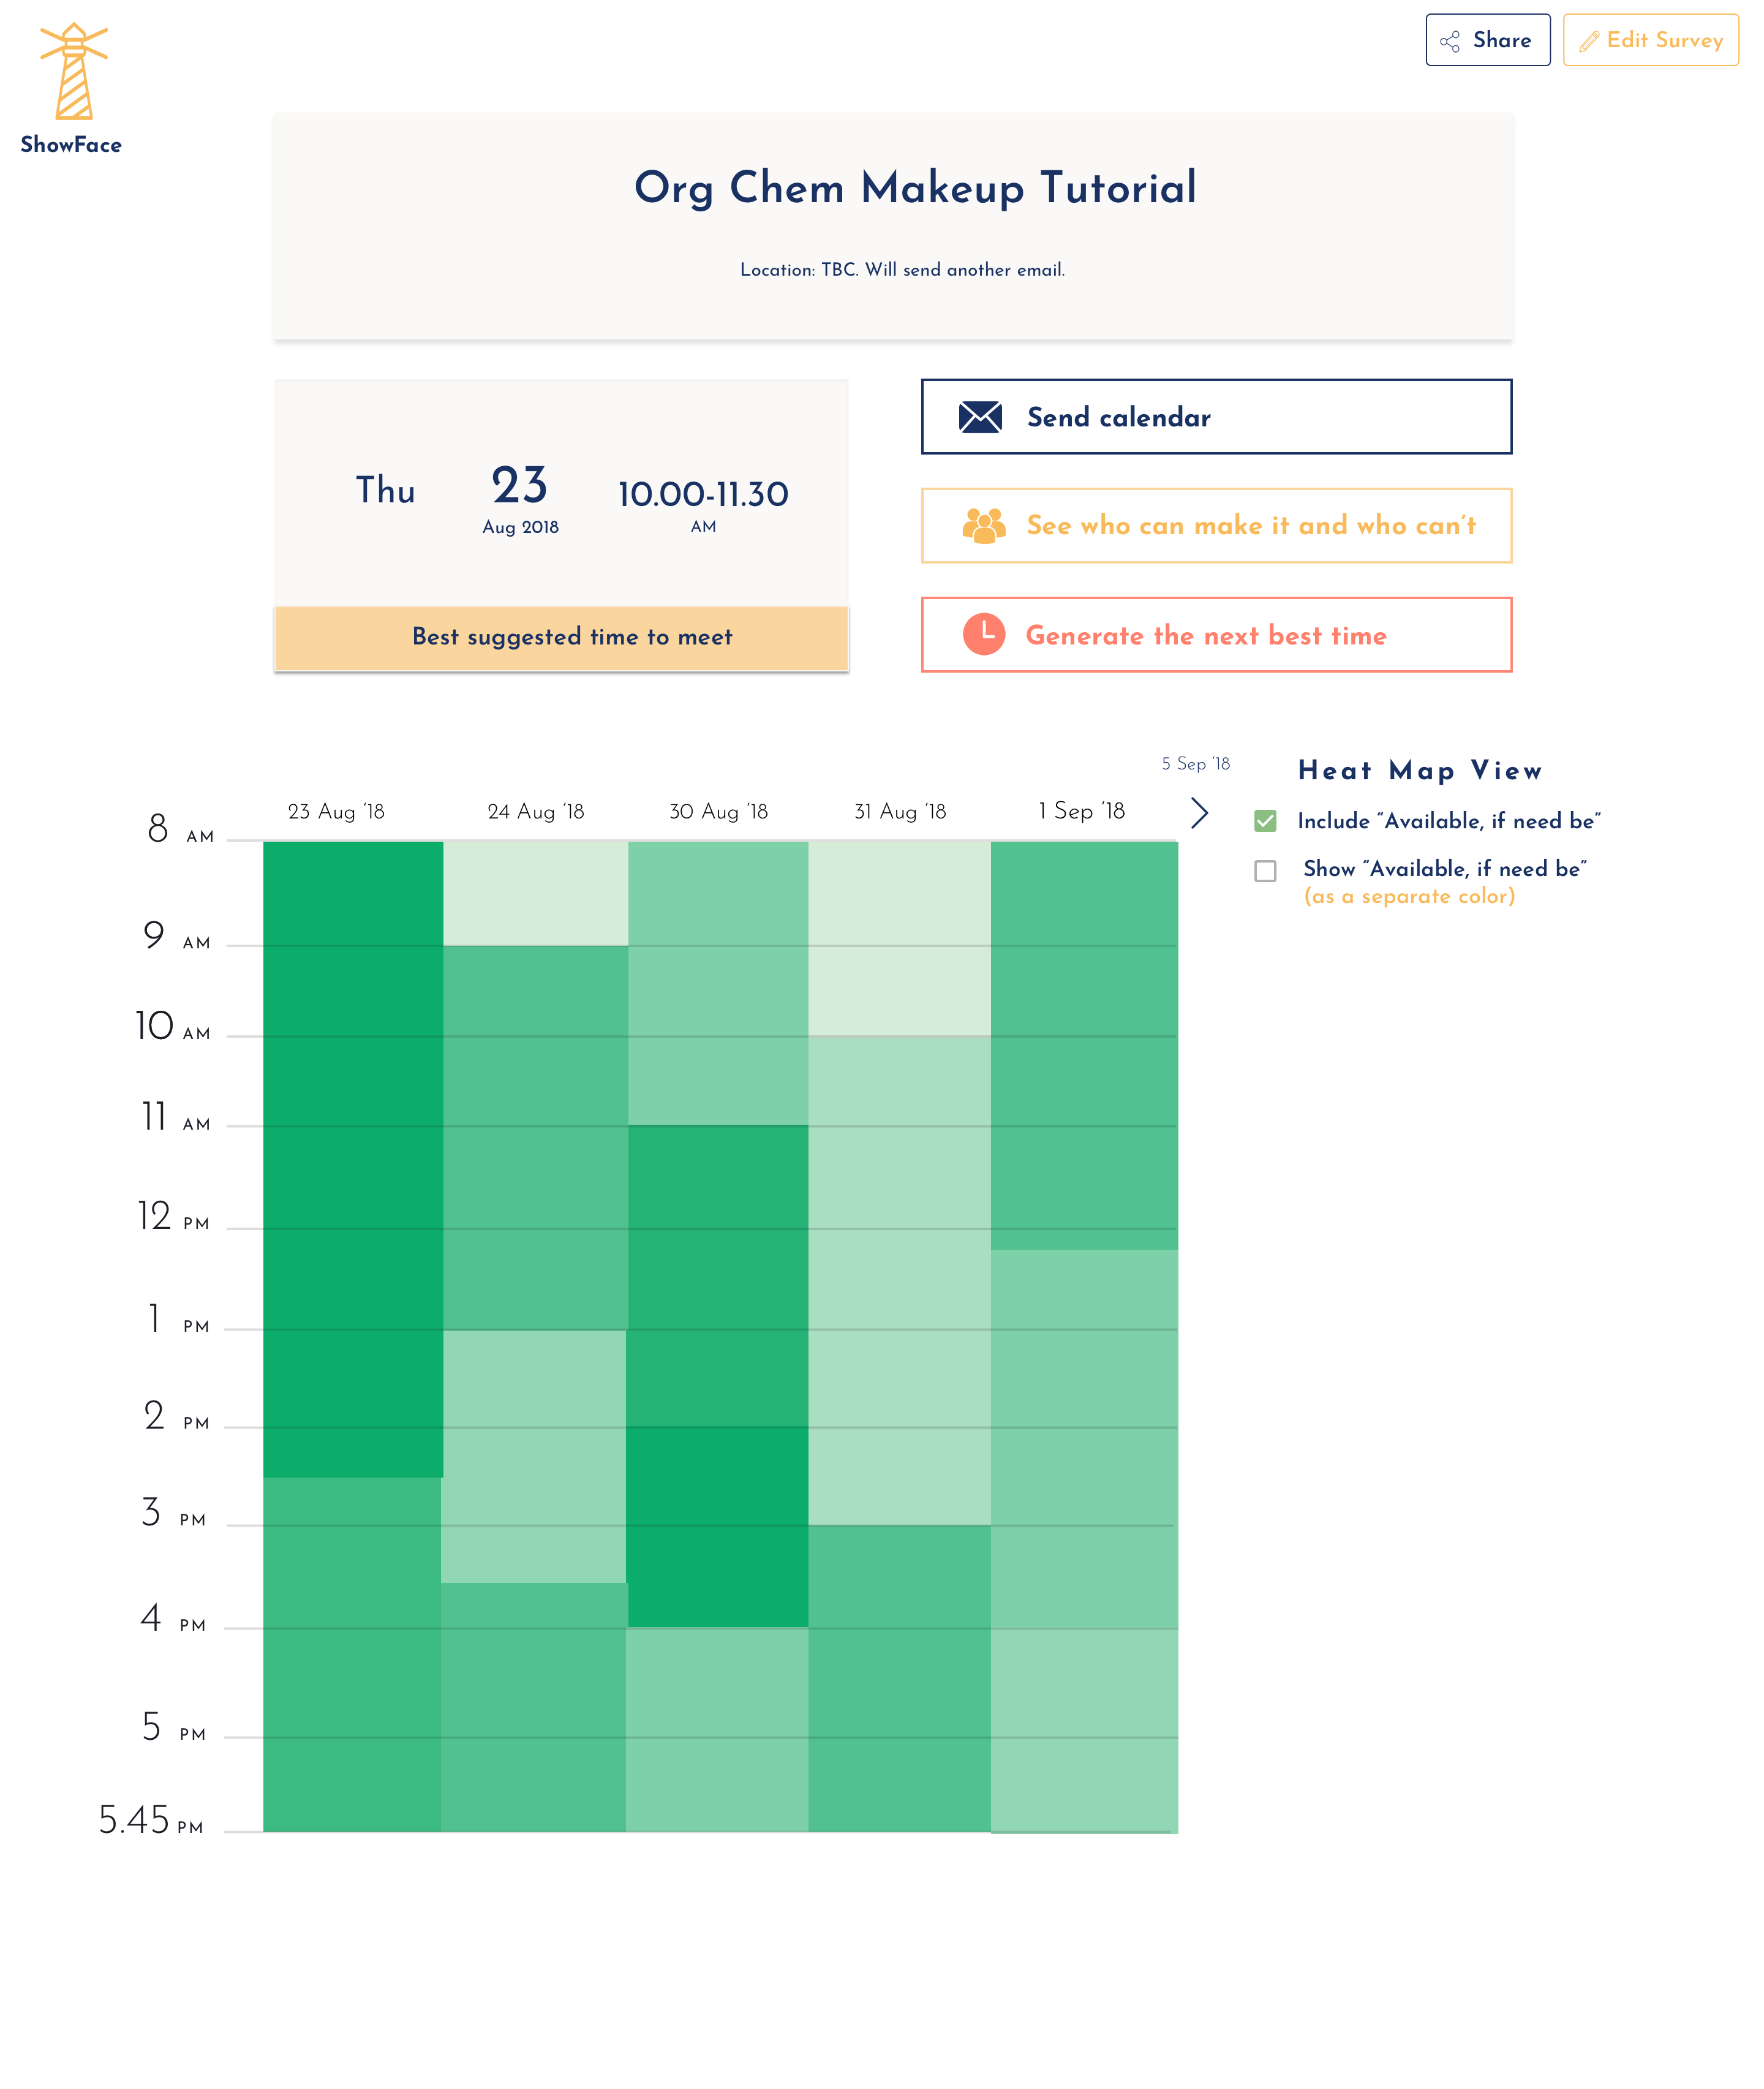 Share
Edit Survey
ShowFace
Org Chem Makeup Tutorial
Location: TBC. Will send another email.
Thu
23
Aug 2018
10.00-11.30
AM
Best suggested time to meet
Send calendar
See who can make it and who can’t
Generate the next best time
5 Sep ‘18
Heat Map View
23 Aug ‘18
24 Aug ‘18
30 Aug ‘18
31 Aug ‘18
1 Sep ‘18
Include “Available, if need be”
Show “Available, if need be”
(as a separate color)
8 AM
9 AM
10 AM
11 AM
12 PM
1 PM
2 PM
3 PM
4 PM
5 PM
5.45 PM